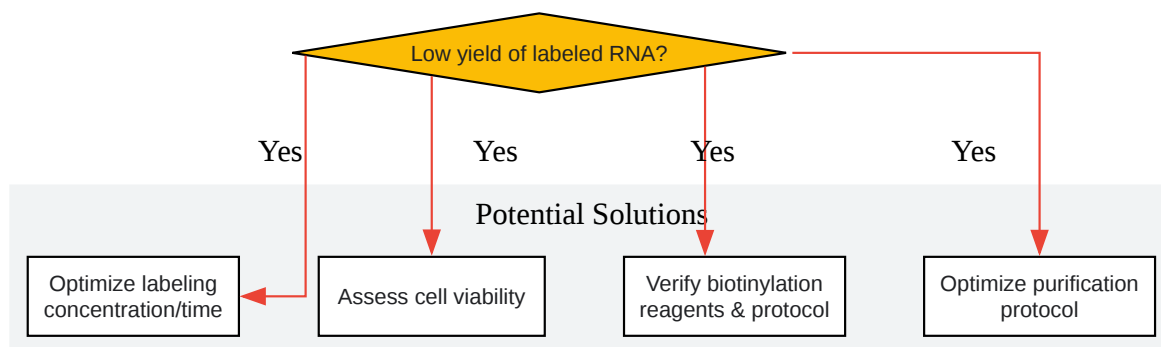 Low yield of labeled RNA?
Yes
Yes
Yes
Yes
Potential Solutions
Optimize labeling
concentration/time
Assess cell viability
Verify biotinylation
reagents & protocol
Optimize purification
protocol